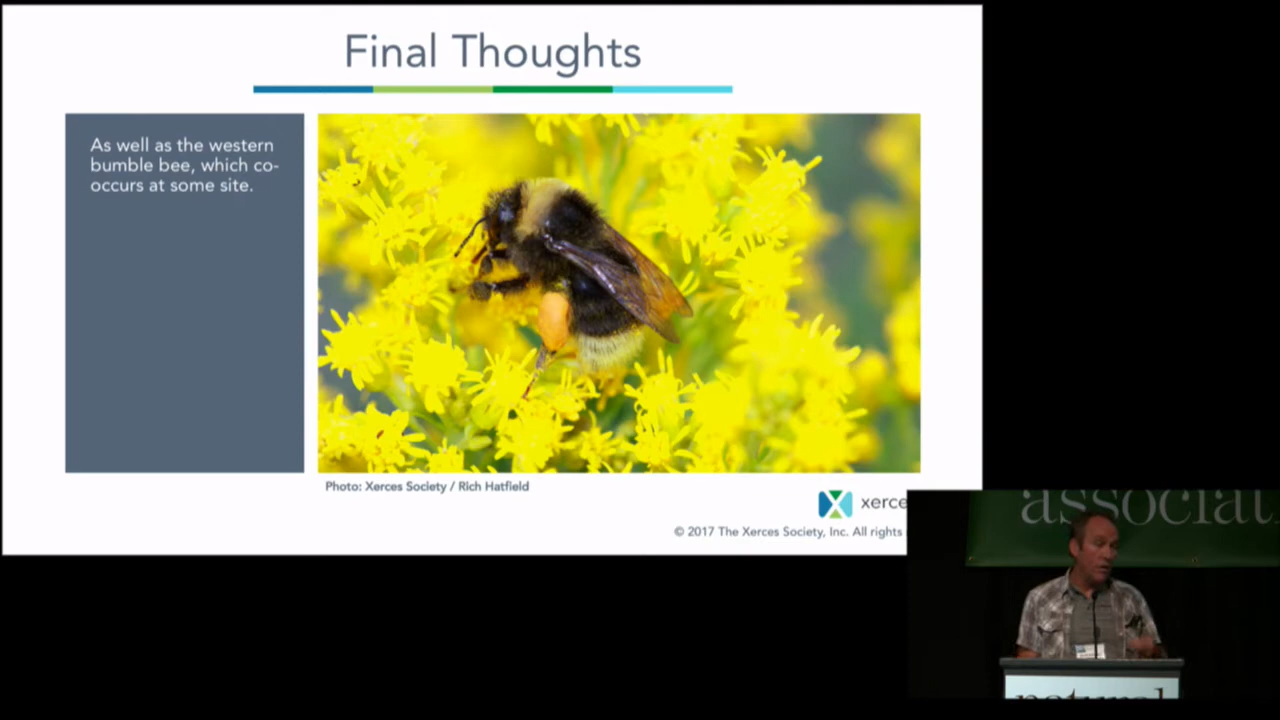 Final Thoughts
As well as the western
bumble bee, which co-
occurs at some site.
Photo: Xerces Society / Rich Hatfield
xerce
© 2017 The Xerces Society, Inc. All rights
associat
natural